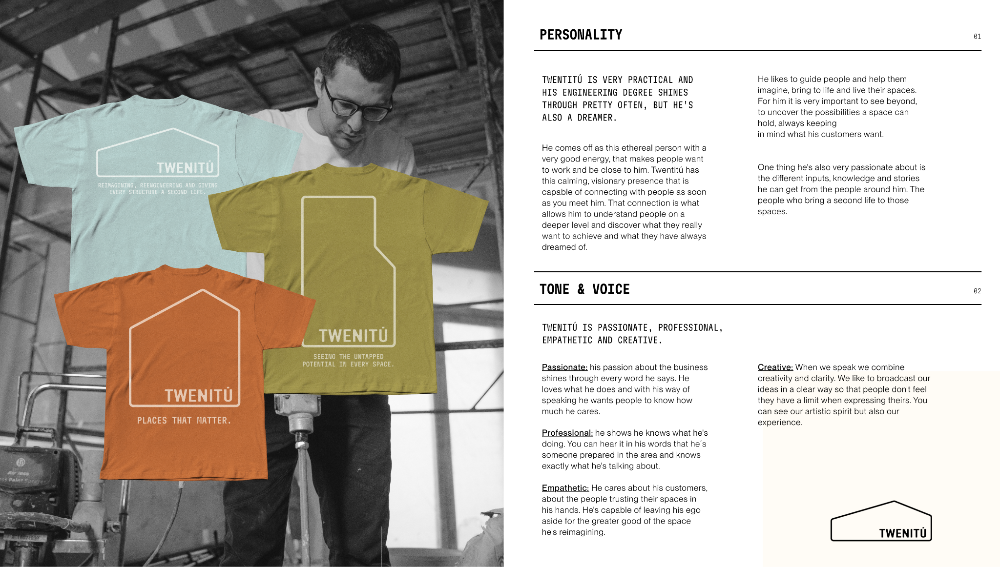 TWENITÚ
REIMAGINING, REENGINEERING AND GIVING
EVERY STRUCTURE A SECOND LIFE.
TWENITÚ
SEEING THE UNTAPPED
POTENTIAL IN EVERY SPACE.
TWENITÚ
PLACES THAT MATTER.
Paint Sprayer
PERSONALITY
01
TWENTITÚ IS VERY PRACTICAL AND
HIS ENGINEERING DEGREE SHINES
THROUGH PRETTY OFTEN, BUT HE'S
ALSO A DREAMER.
He comes off as this ethereal person with a
very good energy, that makes people want
to work and be close to him. Twentitú has
this calming, visionary presence that is
capable of connecting with people as soon
as you meet him. That connection is what
allows him to understand people on a
deeper level and discover what they really
want to achieve and what they have always
dreamed of.
He likes to guide people and help them
imagine, bring to life and live their spaces.
For him it is very important to see beyond,
to uncover the possibilities a space can
hold, always keeping
in mind what his customers want.
One thing he's also very passionate about is
the different inputs, knowledge and stories
he can get from the people around him. The
people who bring a second life to those
spaces.
TONE & VOICE
02
TWENITÚ IS PASSIONATE, PROFESSIONAL,
EMPATHETIC AND CREATIVE.
Passionate: his passion about the business
shines through every word he says. He
loves what he does and with his way of
speaking he wants people to know how
much he cares.
Professional: he shows he knows what he's
doing. You can hear it in his words that he´s
someone prepared in the area and knows
exactly what he's talking about.
Empathetic: He cares about his customers,
about the people trusting their spaces in
his hands. He's capable of leaving his ego
aside for the greater good of the space
he's reimagining.
Creative: When we speak we combine
creativity and clarity. We like to broadcast our
ideas in a clear way so that people don't feel
they have a limit when expressing theirs. You
can see our artistic spirit but also our
experience.
TWENITÚ